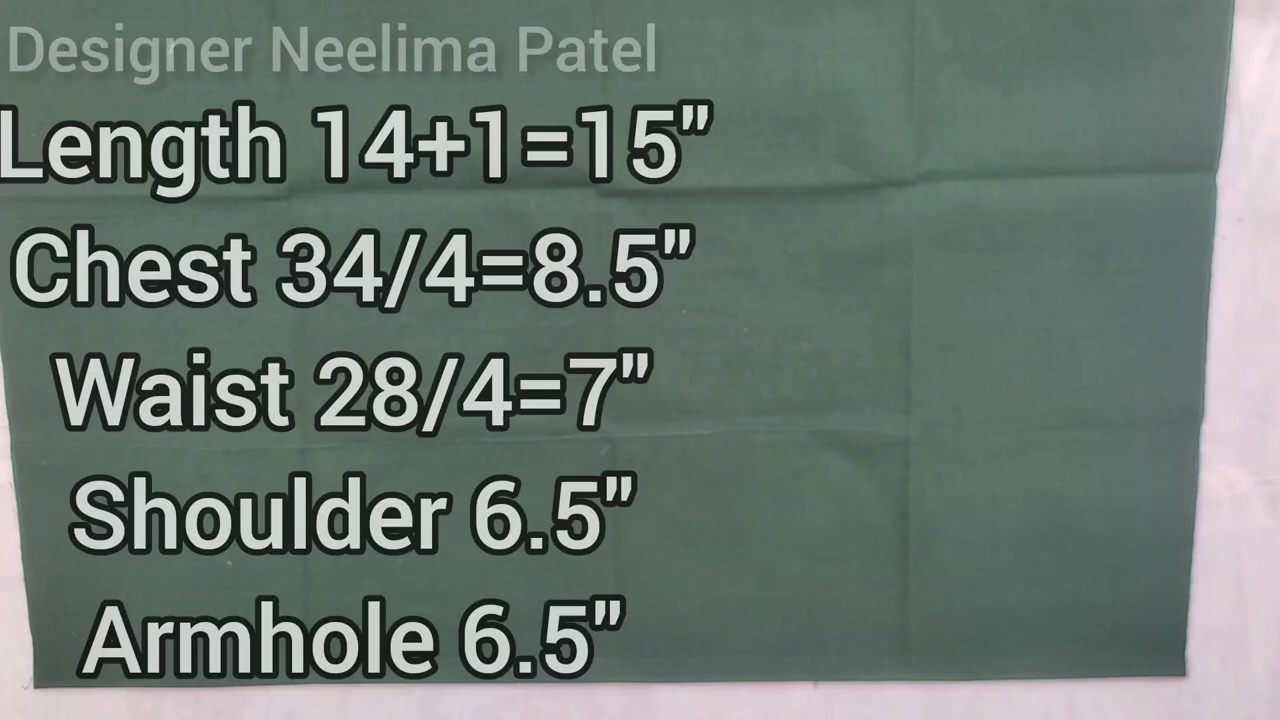 Designer Neelima Patel
Length 14+1=15"
Chest 34/4=8.5"
Waist 28/4=7"
Shoulder 6.5"
Armhole 6.5"